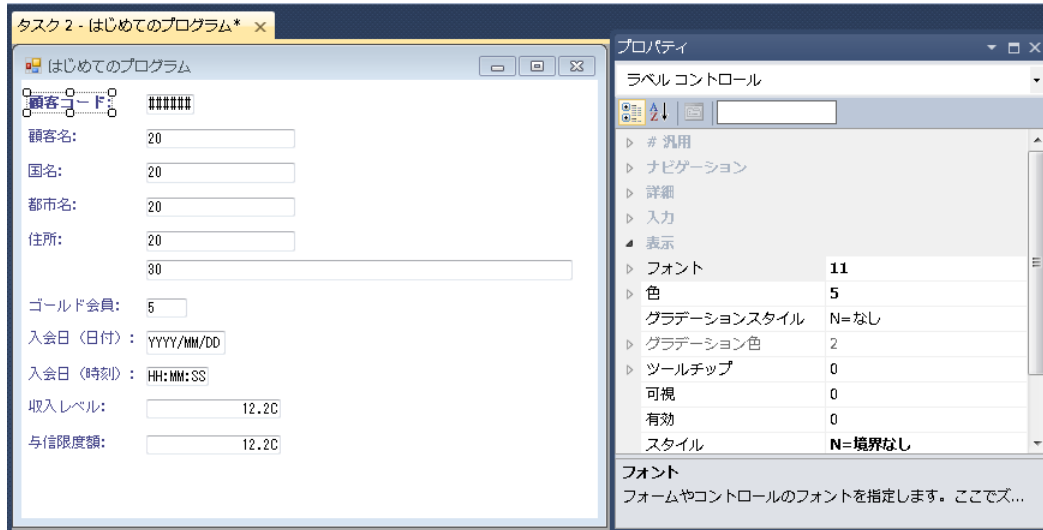 タスク 2 - はじめてのプログラム* ×
はじめてのプログラム
顧客コード: ######
顧客名: 20
国名: 20
都市名: 20
住所: 20
30
ゴールド会員: 5
入会日（日付）: YYYY/MM/DD
入会日（時刻）: HH:MM:SS
収入レベル: 12.2C
与信限度額: 12.2C
プロパティ
ラベル コントロール
# 汎用
ナビゲーション
詳細
入力
表示
フォント 11
色 5
グラデーションスタイル N=なし
グラデーション色 2
ツールチップ 0
可視 0
有効 0
スタイル N=境界なし
フォント
フォームやコントロールのフォントを指定します。ここでズ...